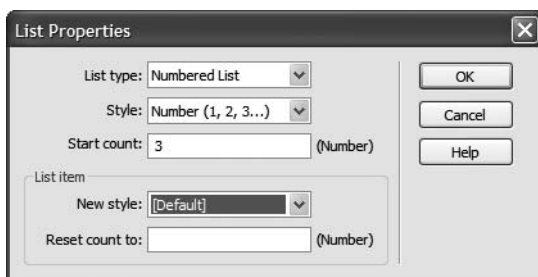 List Properties
List type: Numbered List
OK
Style: Number (1, 2, 3...)
Cancel
Start count: 3 (Number)
Help
List item
New style: [Default]
Reset count to: (Number)